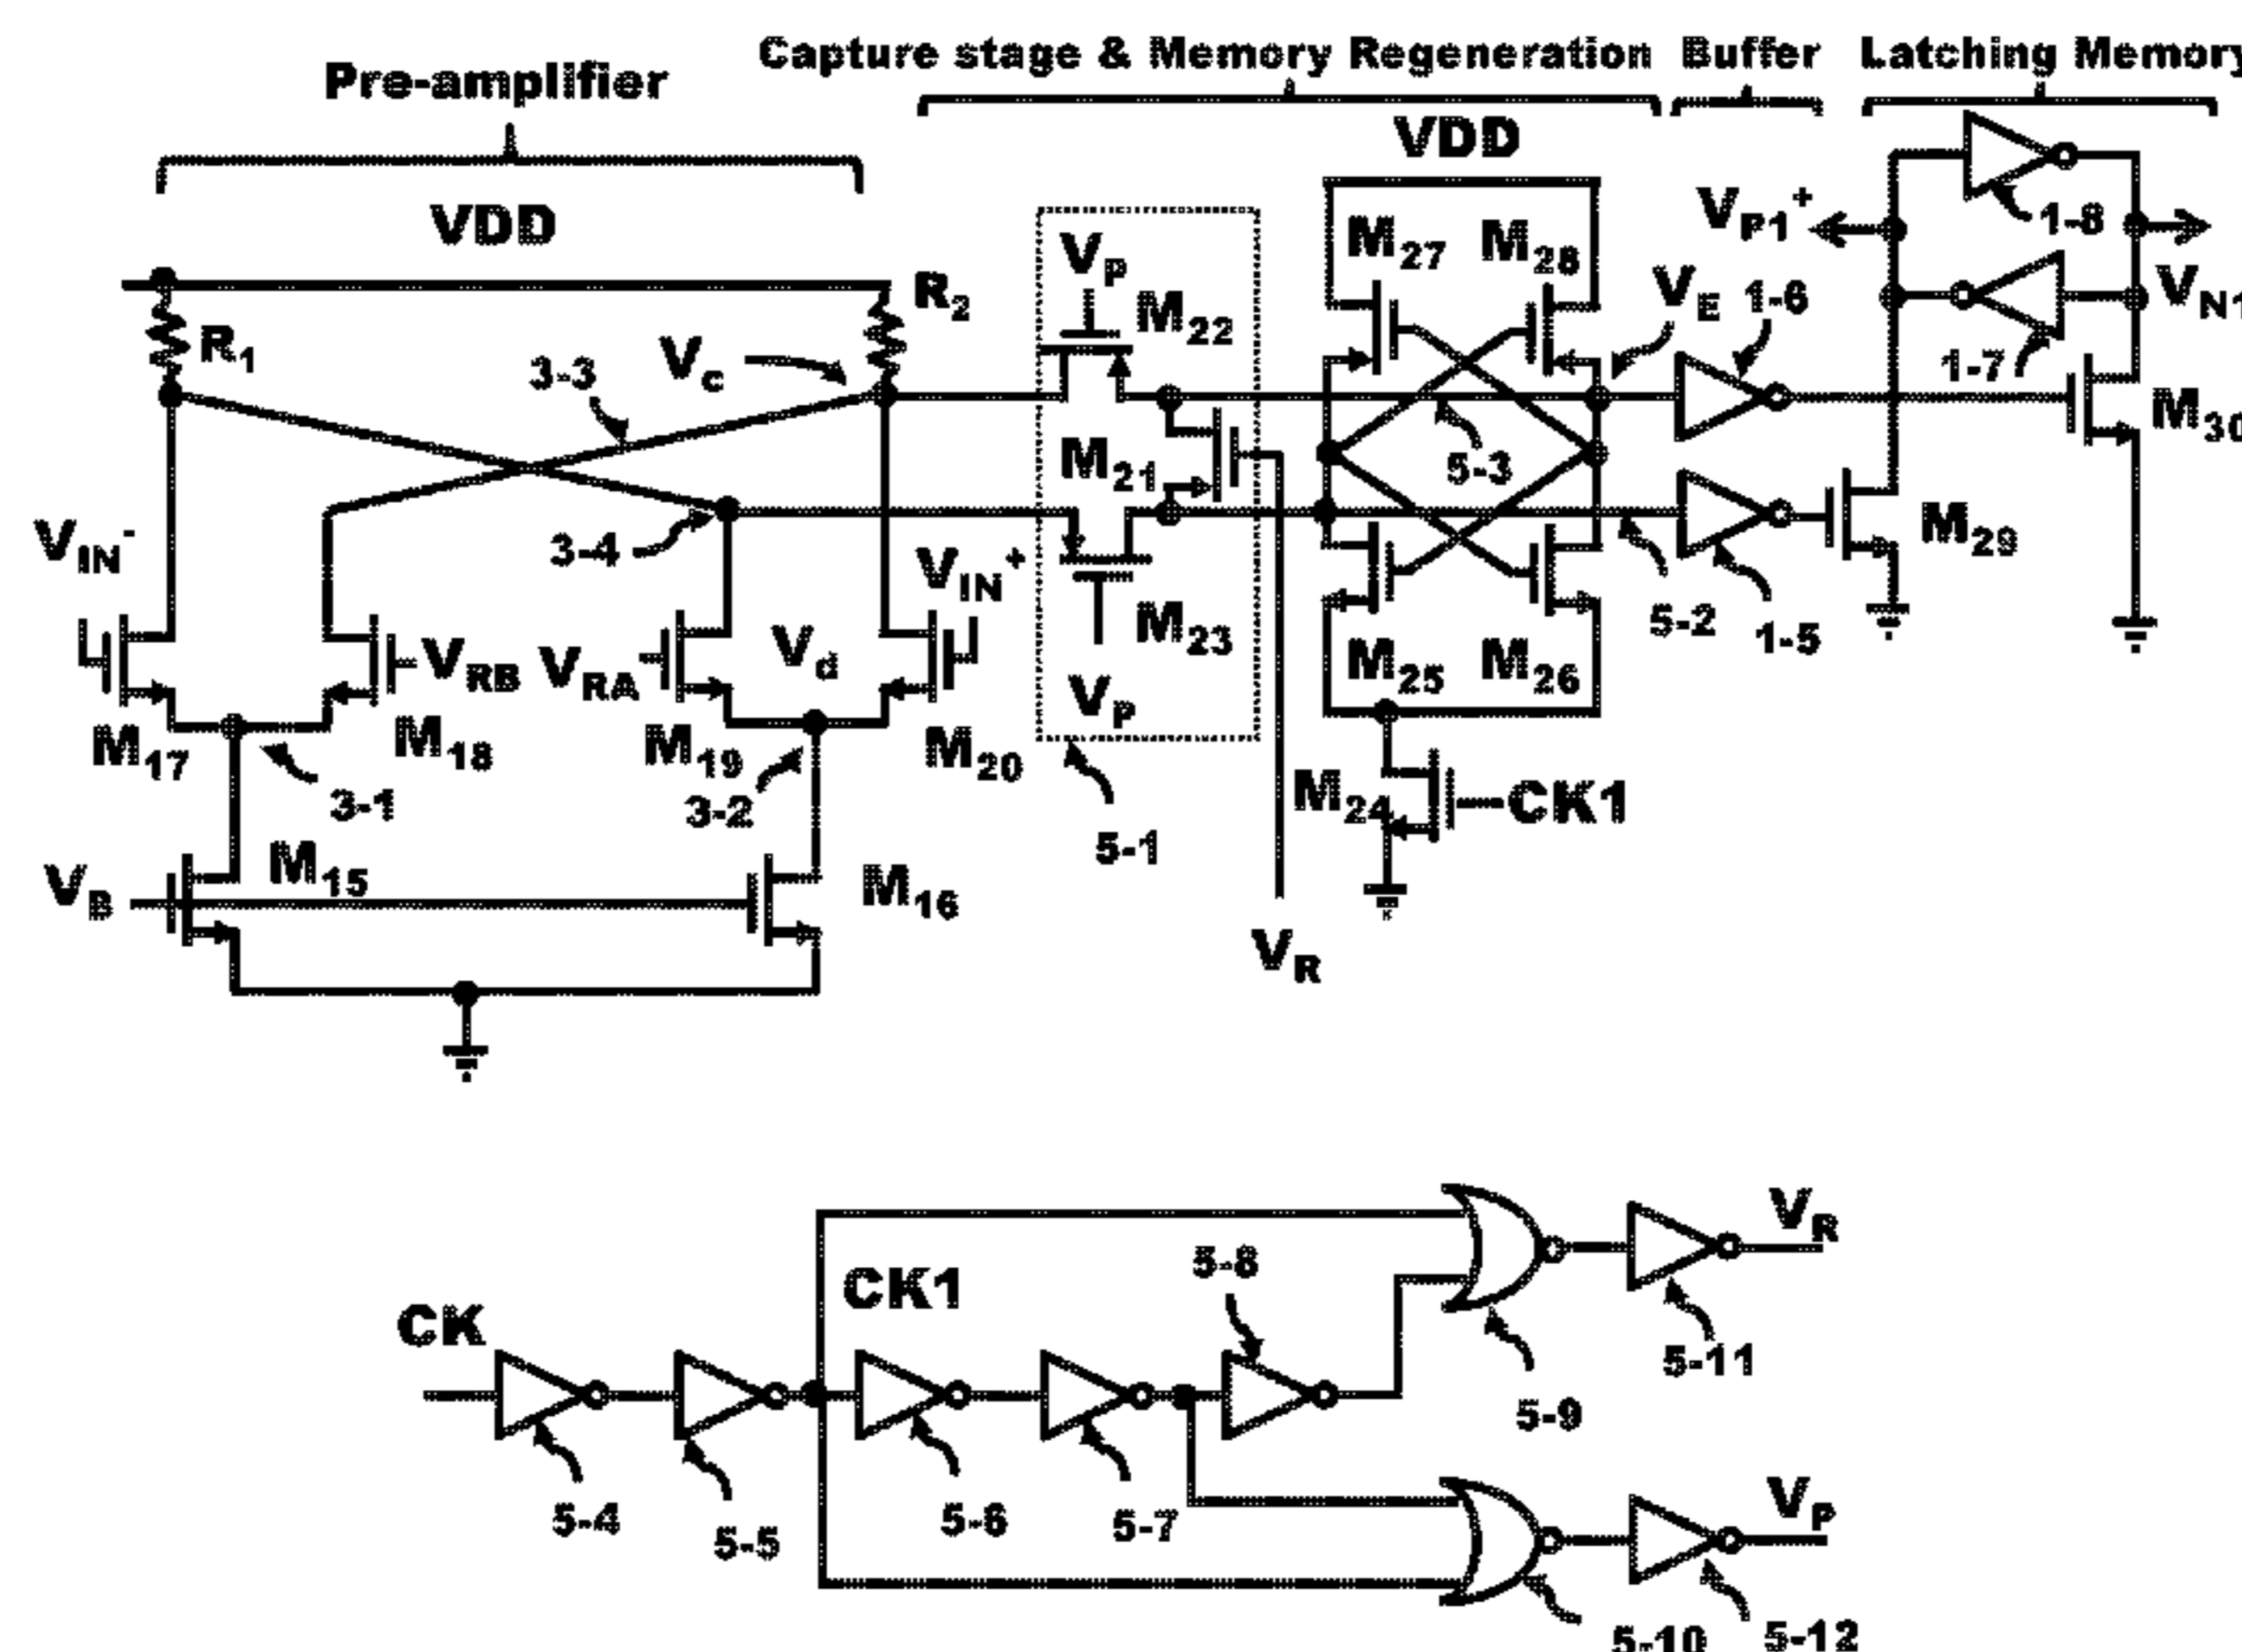 Pre-amplifier
Capture stage & Memory Regeneration
Buffer
Latching Memory
VDD
VDD
R1
R2
VC
3-3
3-4
VIN-
VIN+
VRB
VRA
Vd
M17
M18
M19
M20
3-1
3-2
VB
M15
M16
VP
M22
M21
M23
VP
5-1
VR
M27
M28
5-3
M25
M26
M24
CK1
VE
1-6
5-2
1-5
VP1+
1-8
1-7
VN1
M30
M29
CK
CK1
5-4
5-5
5-6
5-7
5-8
5-9
5-10
5-11
5-12
VR
VP